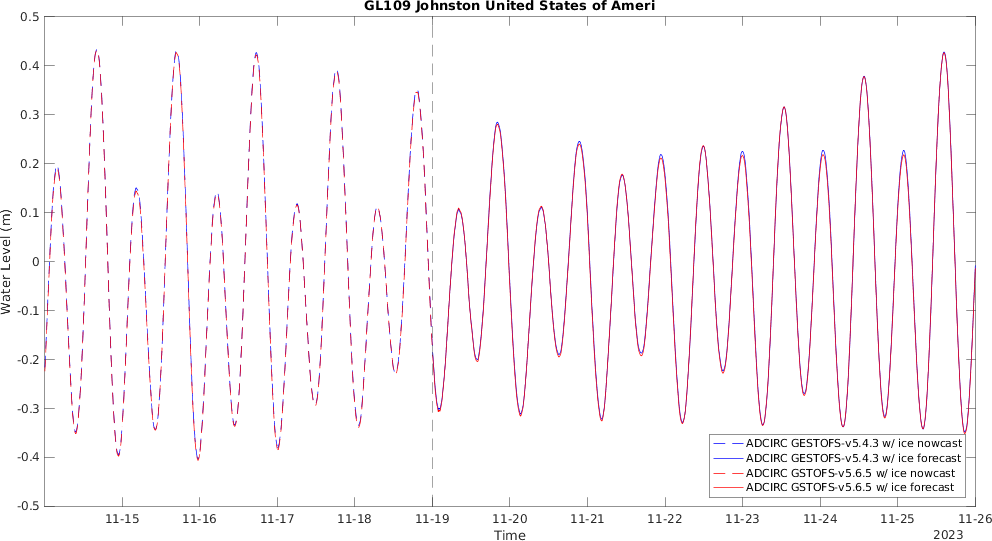 GL109 Johnston United States of Ameri
0.5
0.4
0.3
0.2
0.1
0
-0.1
-0.2
-0.3
-0.4
-0.5
Water Level (m)
ADCIRC GESTOFS-v5.4.3 w/ ice nowcast
ADCIRC GESTOFS-v5.4.3 w/ ice forecast
ADCIRC GSTOFS-v5.6.5 w/ ice nowcast
ADCIRC GSTOFS-v5.6.5 w/ ice forecast
11-15 11-16 11-17 11-18 11-19 11-20 11-21 11-22 11-23 11-24 11-25 11-26
Time
2023